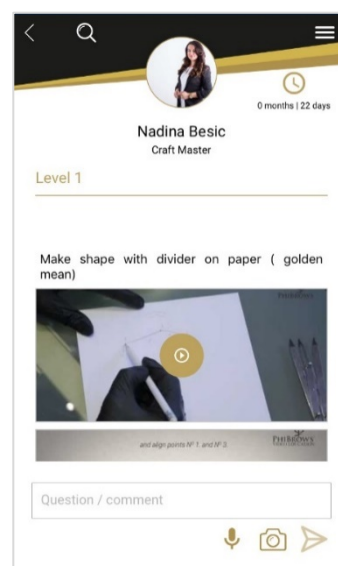 0 months | 22 days
Nadina Besic
Craft Master
Level 1
Make shape with divider on paper ( golden
mean)
PHIBROWS
and align points Nº 1. and Nº 3.
PHIBROWS
Question / comment